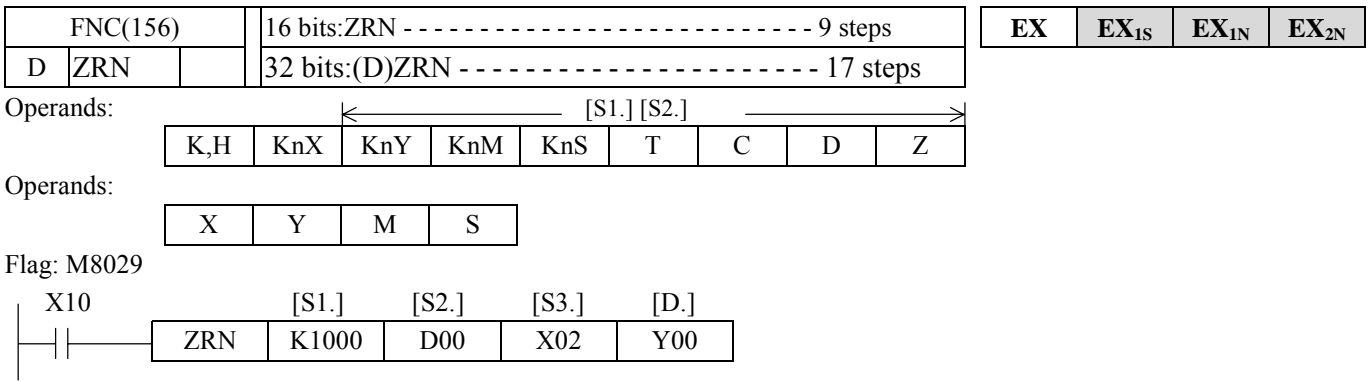 FNC(156) 16 bits:ZRN - - - - - - - - - - - - - - - - - - - - - - - - - - - 9 steps EX EX1S EX1N EX2N
D ZRN 32 bits:(D)ZRN - - - - - - - - - - - - - - - - - - - - - - - - 17 steps
Operands: [S1.] [S2.]
K,H KnX KnY KnM KnS T C D Z
Operands:
X Y M S
Flag: M8029
X10 [S1.] [S2.] [S3.] [D.]
ZRN K1000 D00 X02 Y00